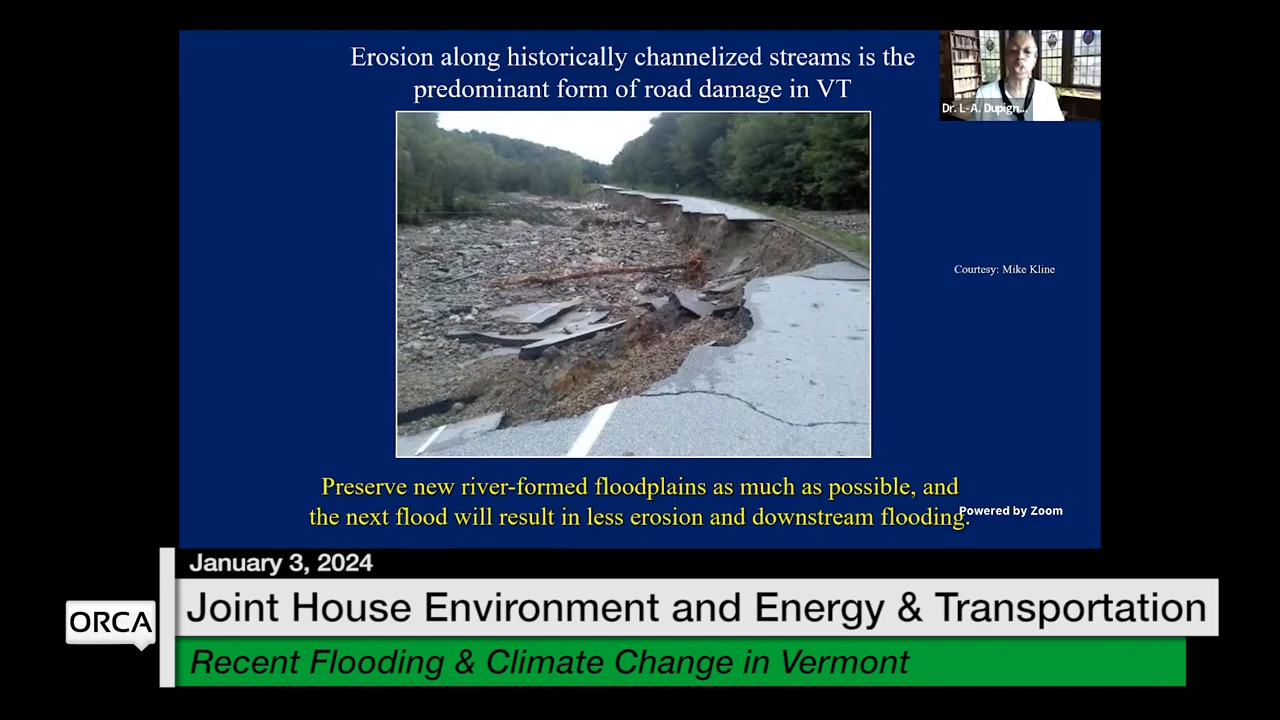 Erosion along historically channelized streams is the
predominant form of road damage in VT
Dr. L-A. Dupign...
Courtesy: Mike Kline
Preserve new river-formed floodplains as much as possible, and
the next flood will result in less erosion and downstream flooding.
Powered by Zoom
January 3, 2024
Joint House Environment and Energy & Transportation
ORCA
Recent Flooding & Climate Change in Vermont